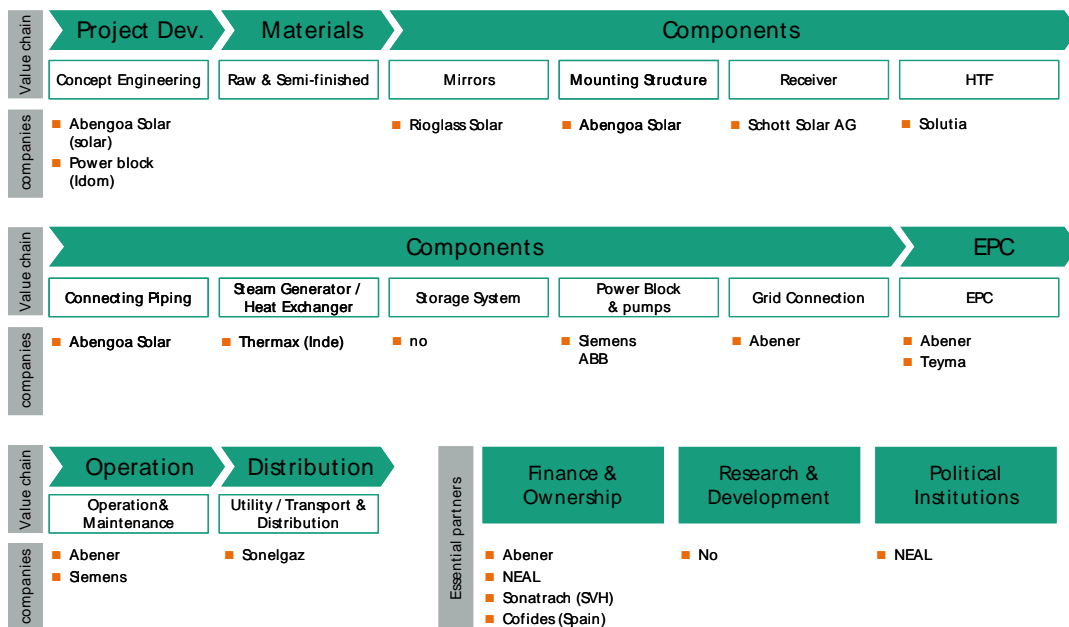 Value chain
Project Dev.
Materials
Components
Concept Engineering
Raw & Semi-finished
Mirrors
Mounting Structure
Receiver
HTF
companies
Abengoa Solar
(solar)
Power block
(Idom)
Rioglass Solar
Abengoa Solar
Schott Solar AG
Solutia
Value chain
Components
EPC
Connecting Piping
Steam Generator /
Heat Exchanger
Storage System
Power Block
& pumps
Grid Connection
EPC
companies
Abengoa Solar
Thermax (Inde)
no
Siemens
ABB
Abener
Abener
Teyma
Value chain
Operation
Distribution
Operation&
Maintenance
Utility / Transport &
Distribution
companies
Abener
Siemens
Sonelgaz
Essential partners
Finance &
Ownership
Research &
Development
Political
Institutions
Abener
NEAL
Sonatrach (SVH)
Cofides (Spain)
No
NEAL